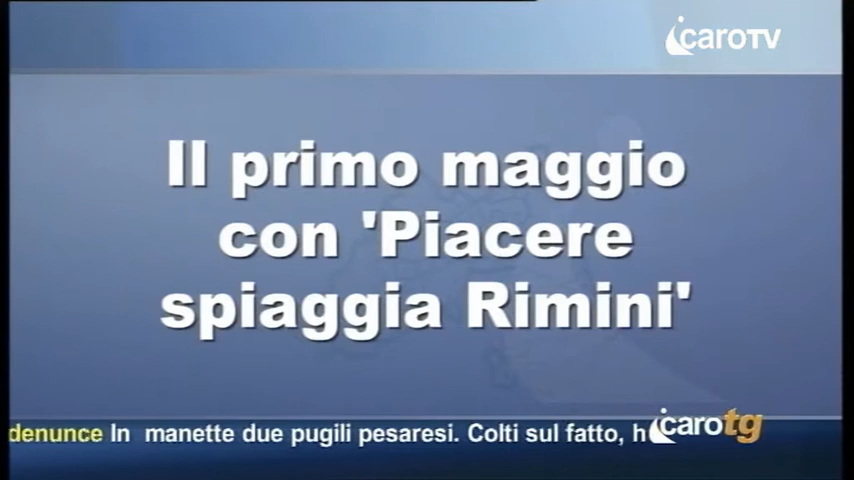 icaroTV
Il primo maggio
con 'Piacere
spiaggia Rimini'
denunce In manette due pugili pesaresi. Colti sul fatto, h
icarotg